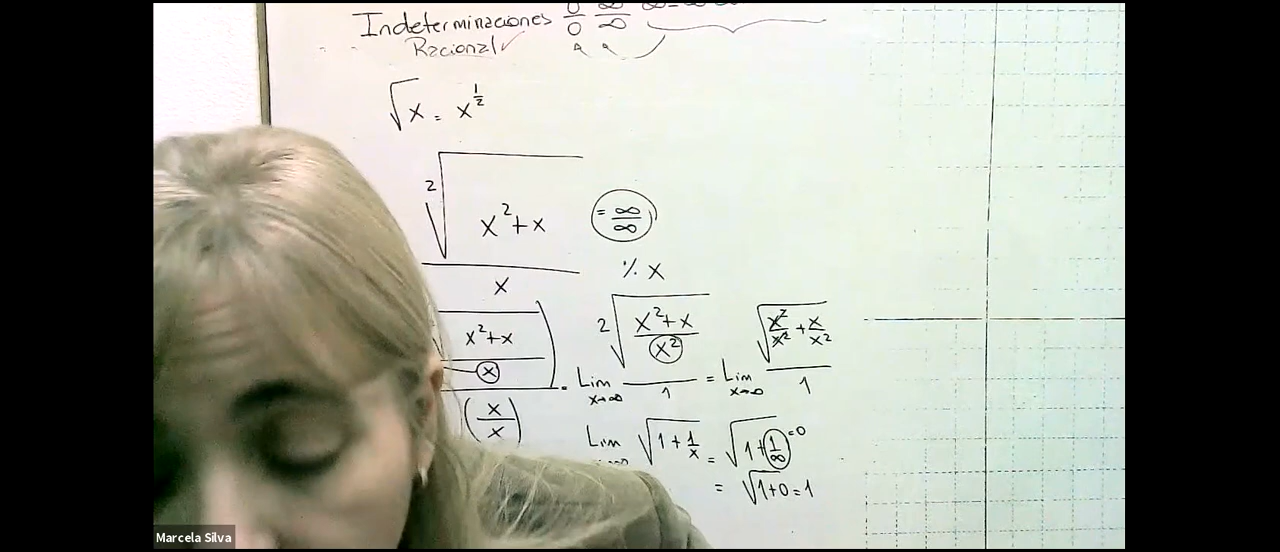 Indeterminaciones 0/0 ∞/∞
Racional ✓
√x = x^(1/2)
²√(x²+x) = ∞/∞
x
÷ x
x²+x
x
(x/x)
= Lim x→∞ ²√((x²+x)/x²) / 1 = Lim x→∞ √(x²/x² + x/x²) / 1
Lim √(1 + 1/x) = √(1 + 1/∞) = 0
= √1+0 = 1
Marcela Silva